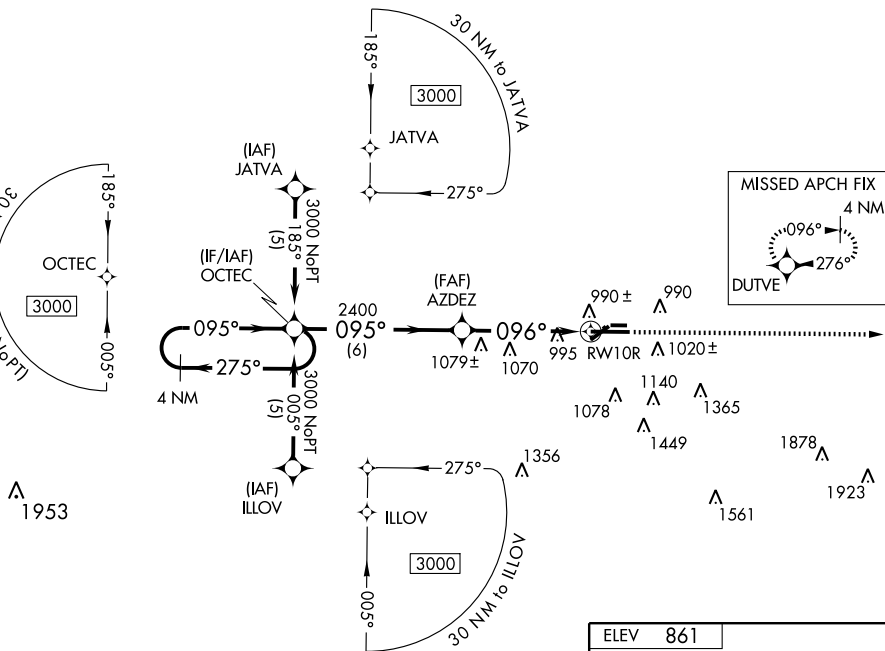 185°
30 NM to JATVA
3000
JATVA
275°
(IAF)
JATVA
3000 NoPT
185°
(5)
MISSED APCH FIX
4 NM
096°
276°
DUTVE
30
185°
OCTEC
3000
005°
NoPT)
(IF/IAF)
OCTEC
095°
275°
4 NM
2400
095°
(6)
(FAF)
AZDEZ
096°
1079±
1070
995
990±
990
RW10R
1020±
3000 NoPT
005°
(5)
(IAF)
ILLOV
1078
1140
1365
1449
1356
1878
1923
1561
1953
275°
ILLOV
3000
005°
30 NM to ILLOV
ELEV 861